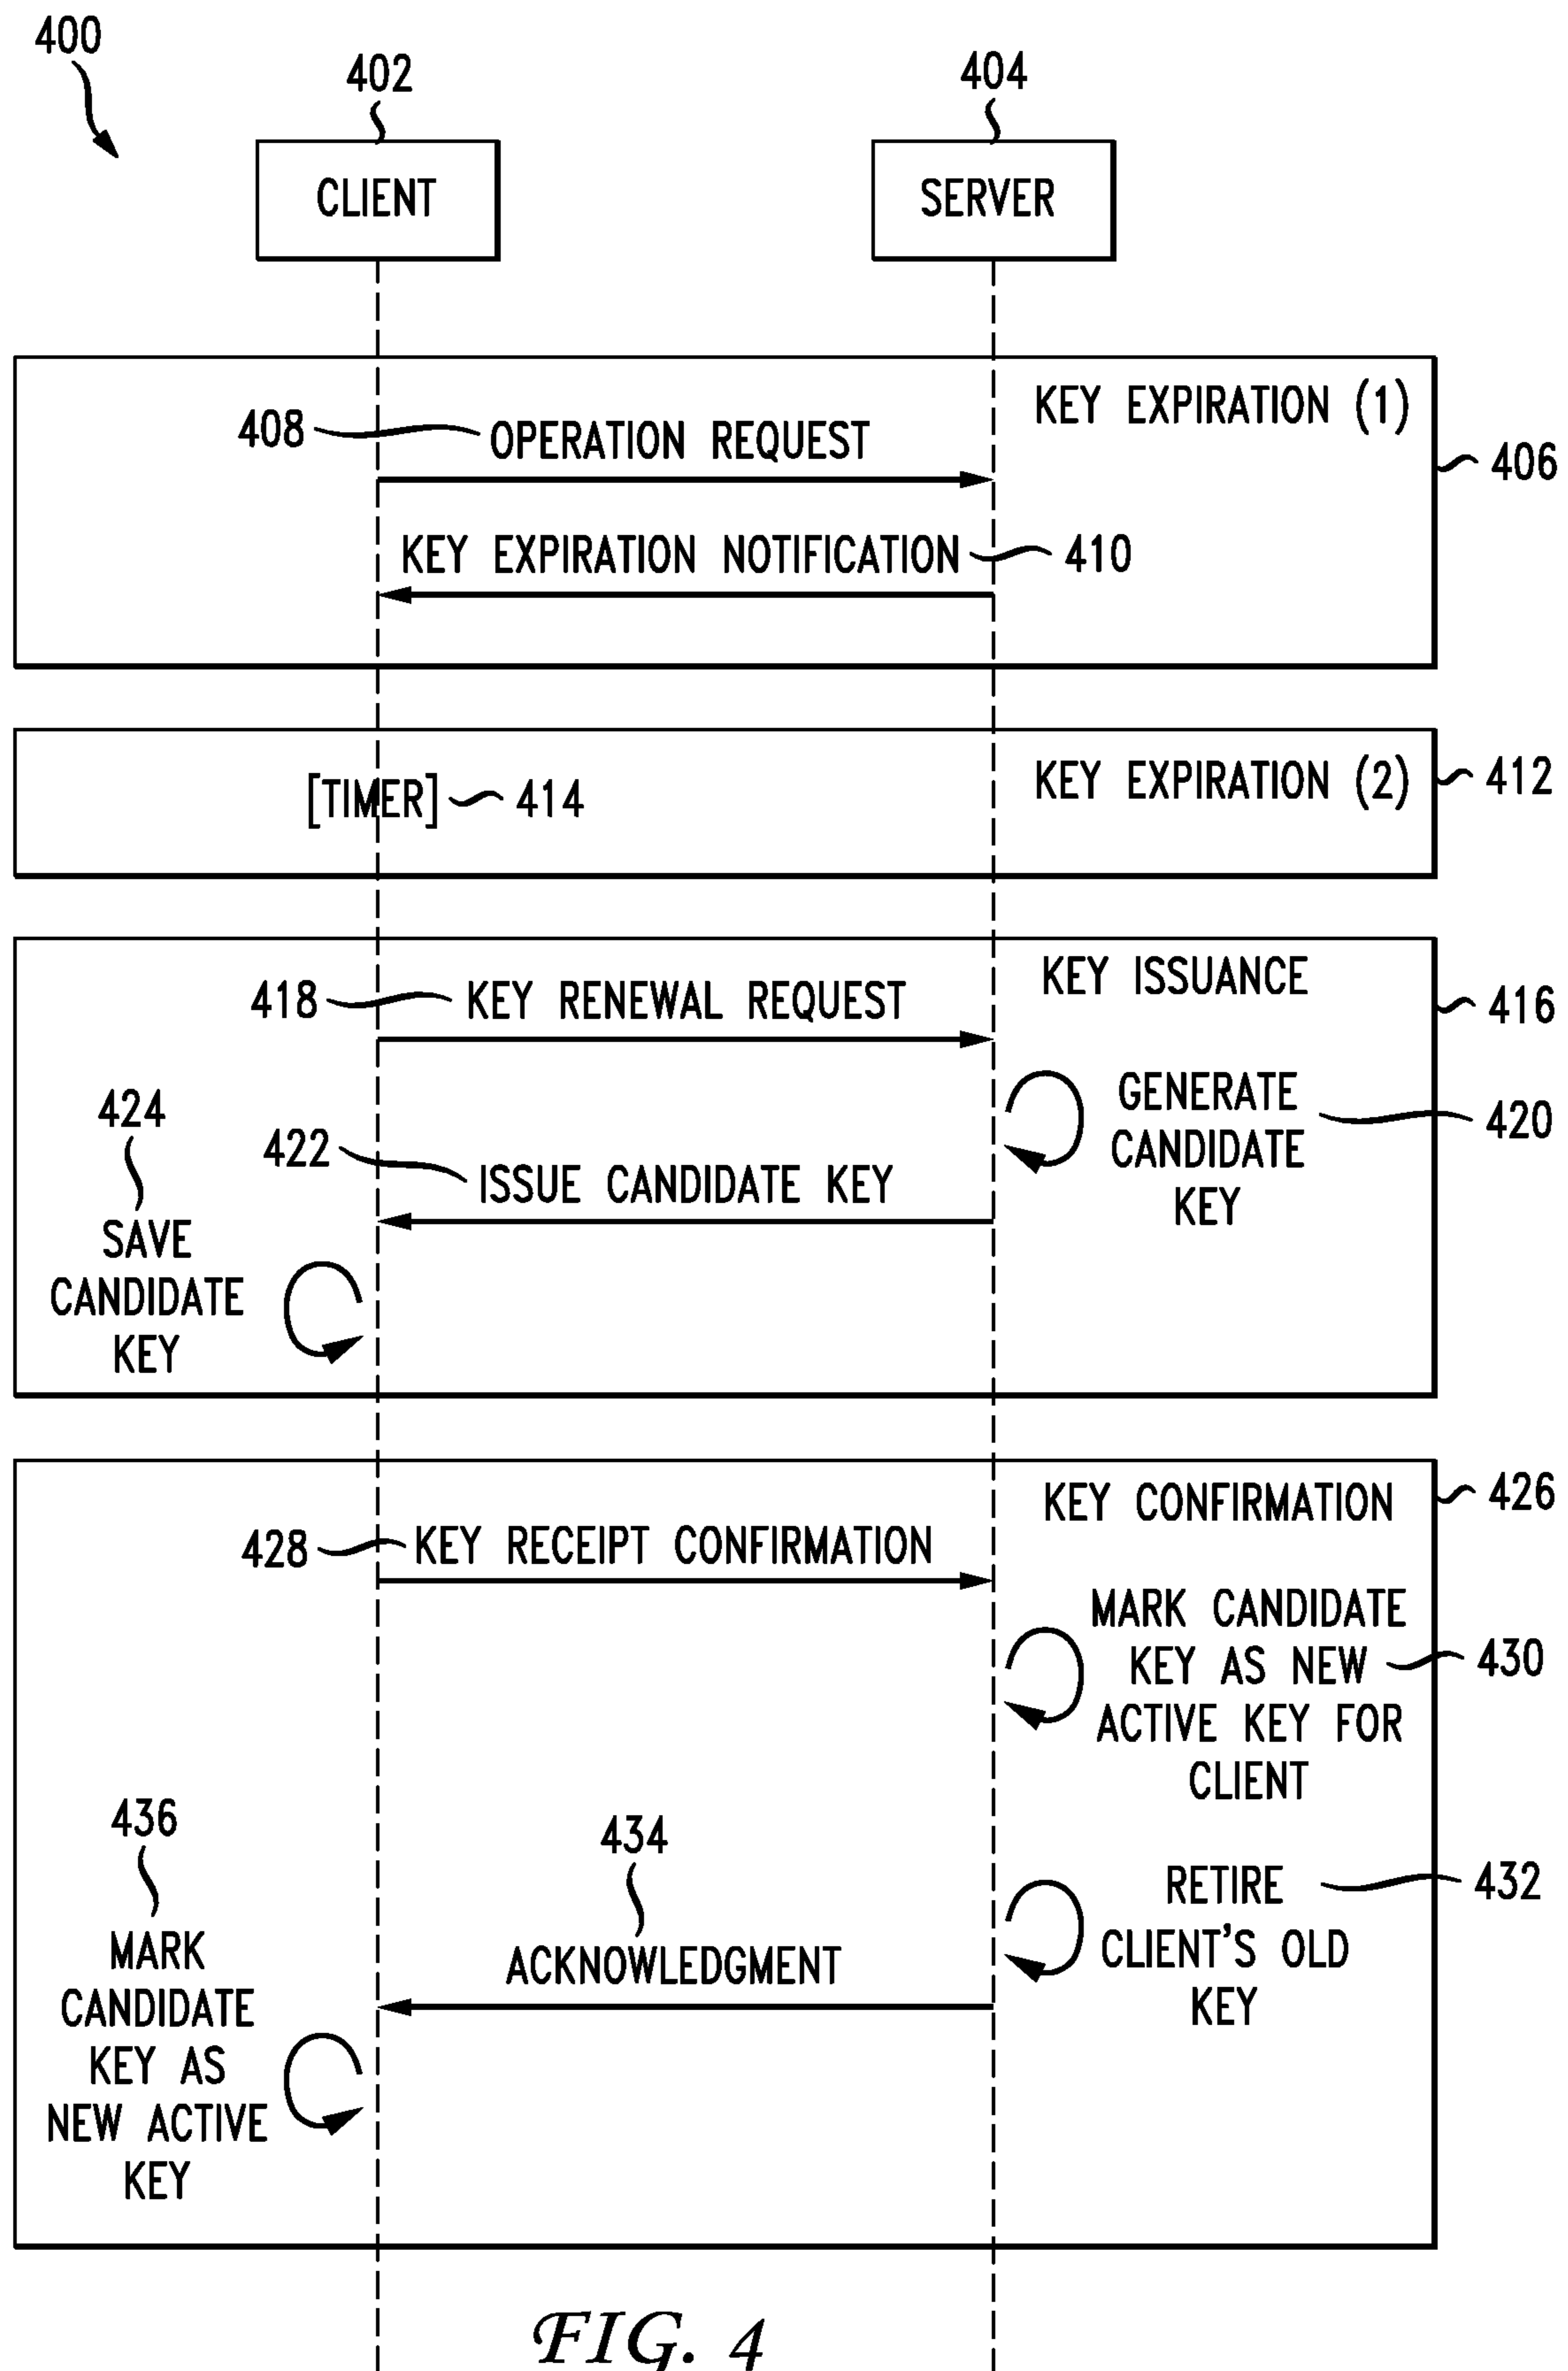 400
402
404
CLIENT
SERVER
KEY EXPIRATION (1)
408
OPERATION REQUEST
406
KEY EXPIRATION NOTIFICATION
410
[TIMER]
414
KEY EXPIRATION (2)
412
KEY ISSUANCE
418
KEY RENEWAL REQUEST
416
424
422
ISSUE CANDIDATE KEY
GENERATE
CANDIDATE
KEY
420
SAVE
CANDIDATE
KEY
KEY CONFIRMATION
426
428
KEY RECEIPT CONFIRMATION
MARK CANDIDATE
KEY AS NEW
ACTIVE KEY FOR
CLIENT
430
436
434
RETIRE
CLIENT'S OLD
KEY
432
MARK
CANDIDATE
KEY AS
NEW ACTIVE
KEY
ACKNOWLEDGMENT
FIG. 4